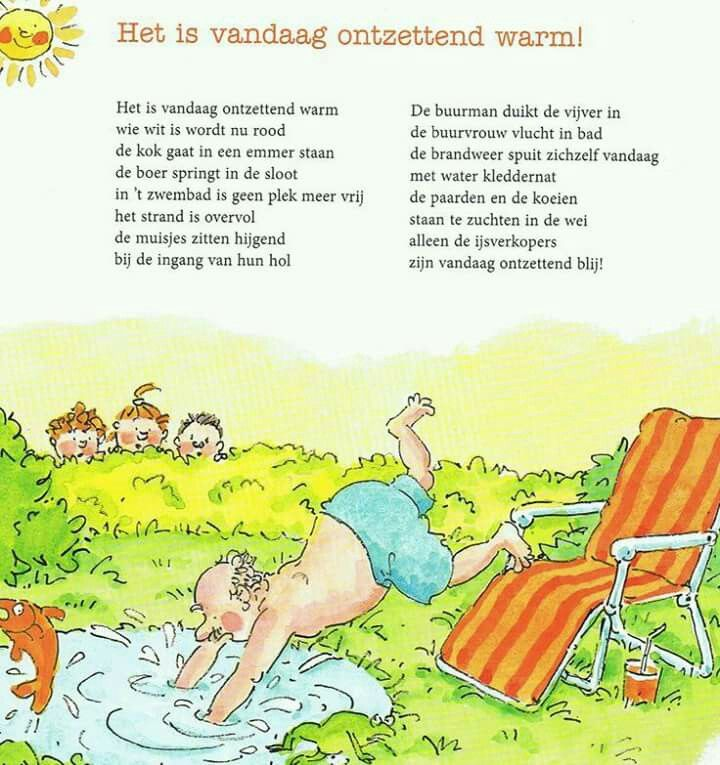 Het is vandaag ontzettend warm!
Het is vandaag ontzettend warm
wie wit is wordt nu rood
de kok gaat in een emmer staan
de boer springt in de sloot
in 't zwembad is geen plek meer vrij
het strand is overvol
de muisjes zitten hijgend
bij de ingang van hun hol
De buurman duikt de vijver in
de buurvrouw vlucht in bad
de brandweer spuit zichzelf vandaag
met water kleddernat
de paarden en de koeien
staan te zuchten in de wei
alleen de ijsverkopers
zijn vandaag ontzettend blij!